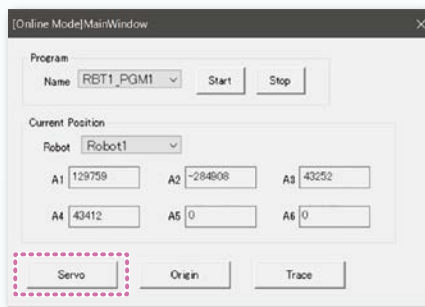 [Online Mode]MainWindow
Program
Name RBT1_PGM1 Start Stop
Current Position
Robot Robot1
A1 129759 A2 -284908 A3 43252
A4 43412 A5 0 A6 0
Servo Origin Trace